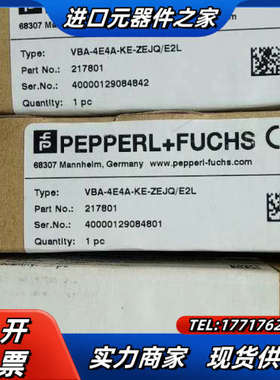 进口元器件之家
Type: VBA-4E4A-KE-ZEJQ/E2L
Part No.: 217801
Ser.No.: 40000129084842
Quantity: 1 pc
PEPPERL+FUCHS
68307 Mannheim, Germany www.pepperl-fuchs.com
Type: VBA-4E4A-KE-ZEJQ/E2L
Part No.: 217801
Ser.No.: 40000129084801
Quantity: 1 pc
开
票
TEL:1771762
实力商家 现货供